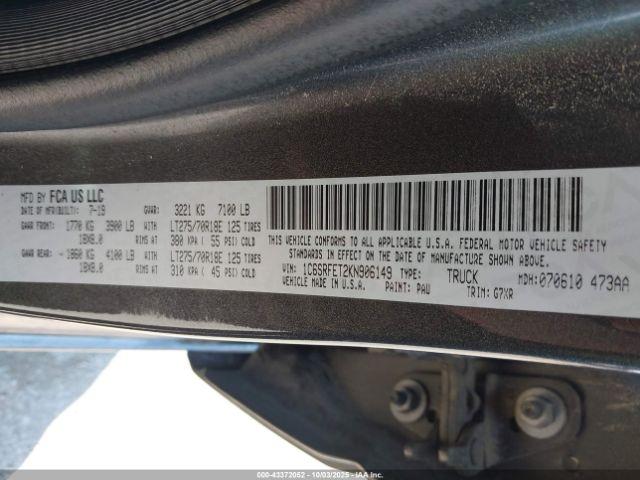 MFD BY FCA US LLC
DATE OF MFR(BUILT): 7-19 GVWR: 3221 KG 7100 LB
GAWR FRONT: 1770 KG 3900 LB WITH LT275/70R18E 125 TIRES
18X8.0 RIMS AT 380 KPA ( 55 PSI) COLD
GAWR REAR: 1860 KG 4100 LB WITH LT275/70R18E 125 TIRES
18X8.0 RIMS AT 310 KPA ( 45 PSI) COLD
THIS VEHICLE CONFORMS TO ALL APPLICABLE U.S.A. FEDERAL MOTOR VEHICLE SAFETY
STANDARDS IN EFFECT ON THE DATE OF MANUFACTURE SHOWN ABOVE.
VIN: 1C6SRFET2KN906149 TYPE: TRUCK MDH: 070610 473AA
VEHICLE MADE IN U.S.A. PAINT: PAU TRIM: G7XR
000-43372052 | 10/03/2025 | IAAI.COM